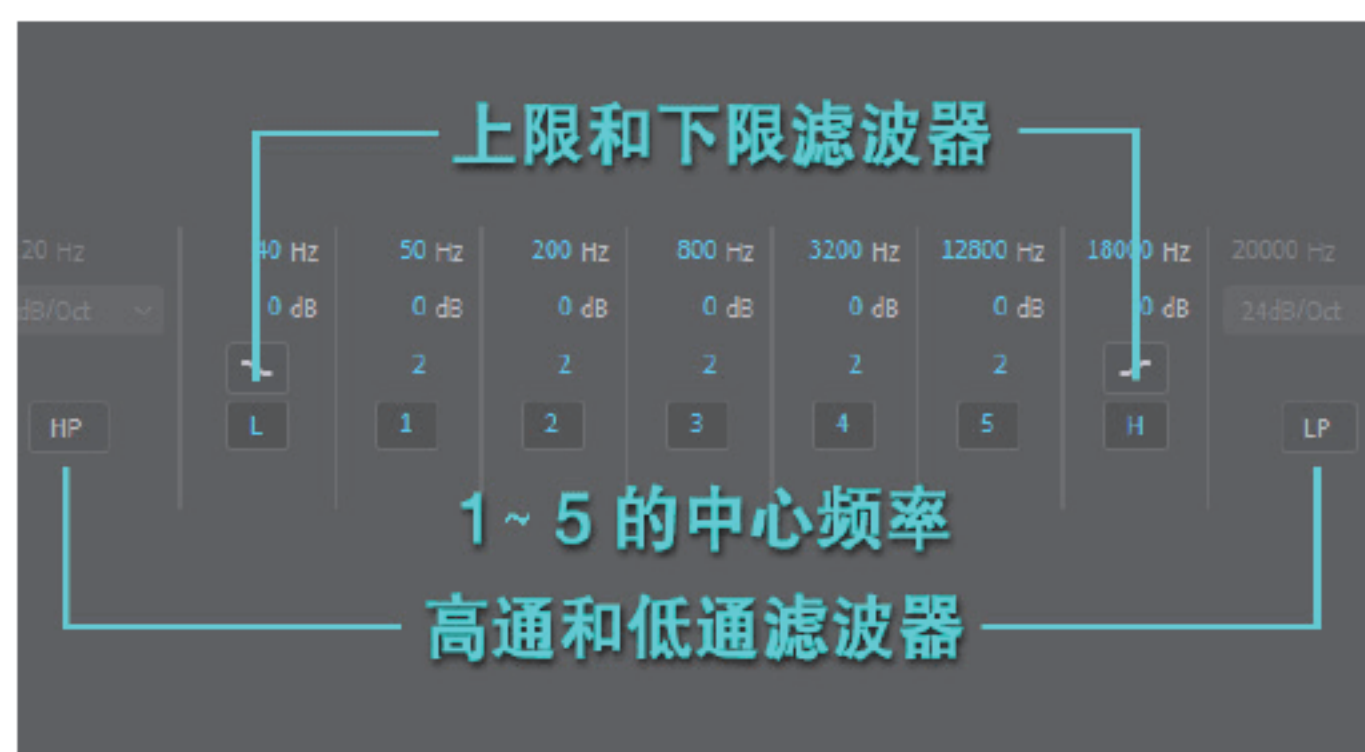 上限和下限滤波器
20 Hz 40 Hz 50 Hz 200 Hz 800 Hz 3200 Hz 12800 Hz 18000 Hz 20000 Hz
dB/Oct 0 dB 0 dB 0 dB 0 dB 0 dB 0 dB 0 dB 24dB/Oct
2 2 2 2 2
HP L 1 2 3 4 5 H LP
1~5的中心频率
高通和低通滤波器